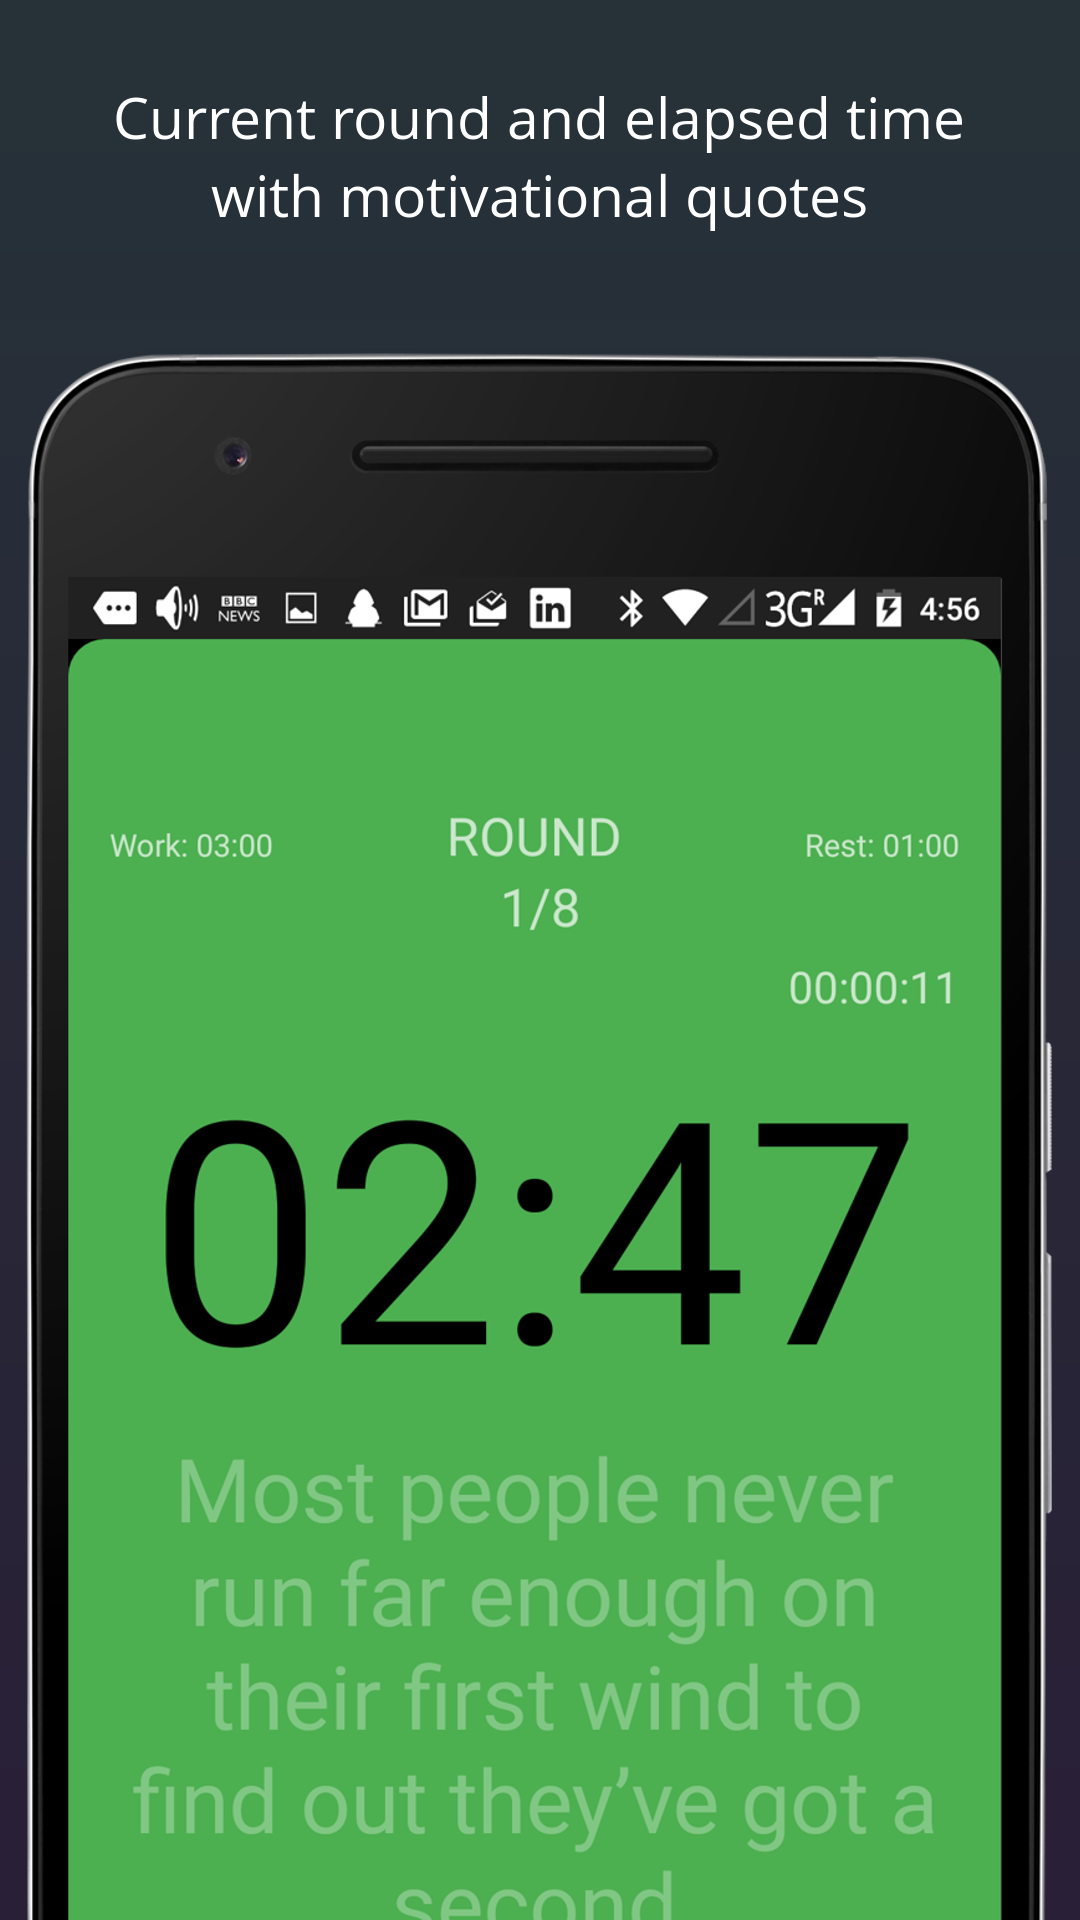 Current round and elapsed time
with motivational quotes
BBC
NEWS
in
3G R
4:56
Work: 03:00
ROUND
Rest: 01:00
1/8
00:00:11
02:47
Most people never
run far enough on
their first wind to
find out they’ve got a
second